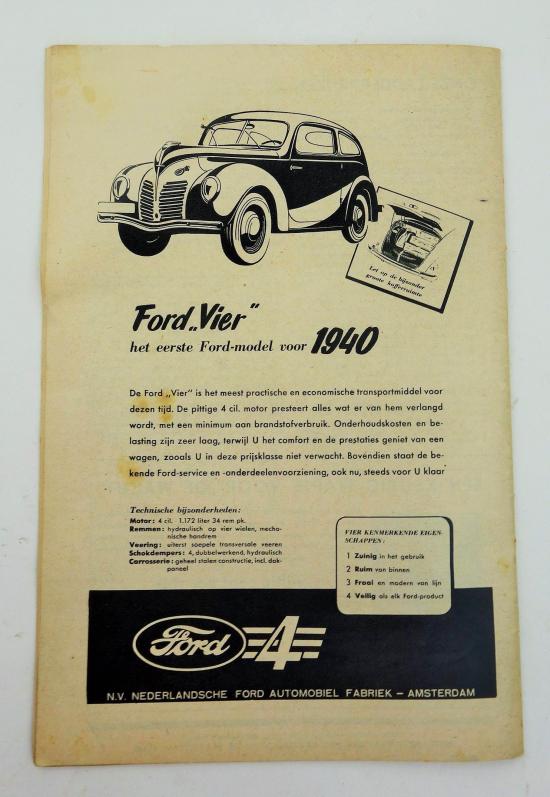 Let op de bijzonder
groote kofferruimte
Ford „Vier"
het eerste Ford-model voor 1940
De Ford „Vier" is het meest practische en economische transportmiddel voor
dezen tijd. De pittige 4 cil. motor presteert alles wat er van hem verlangd
wordt, met een minimum aan brandstofverbruik. Onderhoudskosten en be-
lasting zijn zeer laag, terwijl U het comfort en de prestaties geniet van een
wagen, zooals U in deze prijsklasse niet verwacht. Bovendien staat de be-
kende Ford-service en -onderdeelenvoorziening, ook nu, steeds voor U klaar
Technische bijzonderheden:
Motor: 4 cil. 1.172 liter 34 rem pk.
Remmen: hydraulisch op vier wielen, mecha-
nische handrem
Veering: uiterst soepele transversale veeren
Schokdempers: 4, dubbelwerkend, hydraulisch
Carrosserie: geheel stalen constructie, incl. dak-
paneel
VIER KENMERKENDE EIGEN-
SCHAPPEN:
1 Zuinig in het gebruik
2 Ruim van binnen
3 Fraai en modern van lijn
4 Veilig als elk Ford-product
Ford 4
N.V. NEDERLANDSCHE FORD AUTOMOBIEL FABRIEK – AMSTERDAM